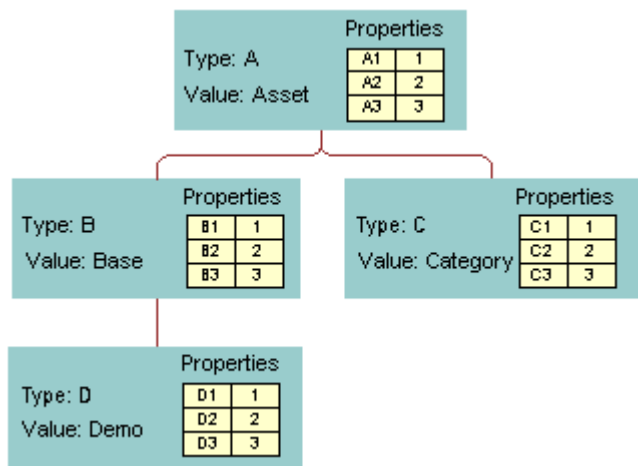 Properties
Type: A
Value: Asset
A1 1
A2 2
A3 3
Properties
Type: B
Value: Base
B1 1
B2 2
B3 3
Properties
Type: C
Value: Category
C1 1
C2 2
C3 3
Properties
Type: D
Value: Demo
D1 1
D2 2
D3 3